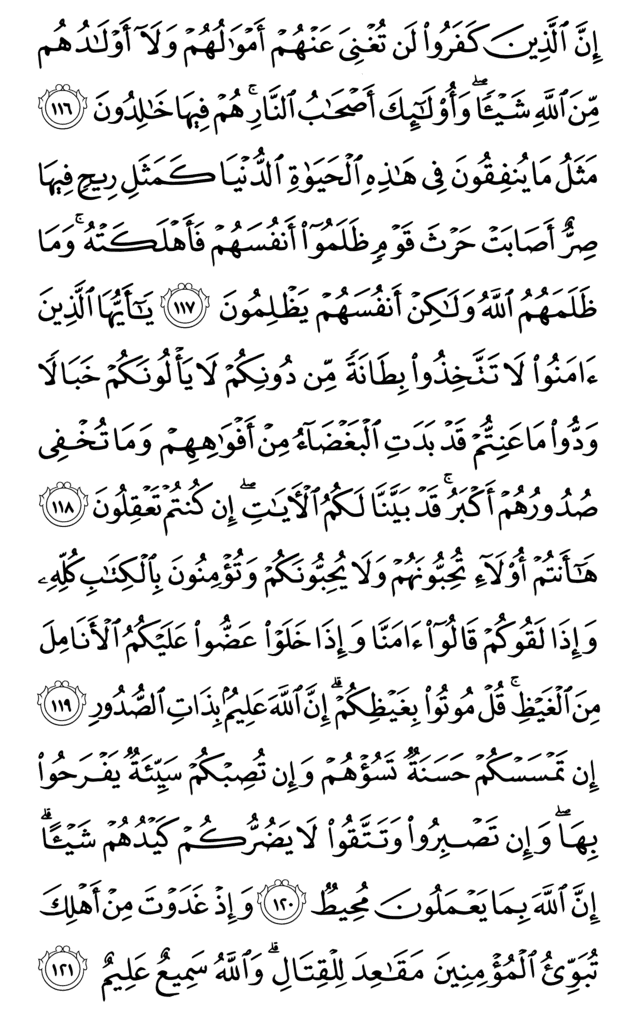 إِنَّ ٱلَّذِينَ كَفَرُوا۟ لَن تُغْنِىَ عَنْهُمْ أَمْوَٰلُهُمْ وَلَآ أَوْلَٰدُهُم
مِّنَ ٱللَّهِ شَيْـًٔا ۖ وَأُو۟لَٰٓئِكَ أَصْحَٰبُ ٱلنَّارِ ۚ هُمْ فِيهَا خَٰلِدُونَ ١١٦
مَثَلُ مَا يُنفِقُونَ فِى هَٰذِهِ ٱلْحَيَوٰةِ ٱلدُّنْيَا كَمَثَلِ رِيحٍ فِيهَا
صِرٌّ أَصَابَتْ حَرْثَ قَوْمٍ ظَلَمُوٓا۟ أَنفُسَهُمْ فَأَهْلَكَتْهُ ۚ وَمَا
ظَلَمَهُمُ ٱللَّهُ وَلَٰكِنْ أَنفُسَهُمْ يَظْلِمُونَ ١١٧ يَٰٓأَيُّهَا ٱلَّذِينَ
ءَامَنُوا۟ لَا تَتَّخِذُوا۟ بِطَانَةً مِّن دُونِكُمْ لَا يَأْلُونَكُمْ خَبَالًا
وَدُّوا۟ مَا عَنِتُّمْ قَدْ بَدَتِ ٱلْبَغْضَآءُ مِنْ أَفْوَٰهِهِمْ وَمَا تُخْفِى
صُدُورُهُمْ أَكْبَرُ ۚ قَدْ بَيَّنَّا لَكُمُ ٱلْءَايَٰتِ ۖ إِن كُنتُمْ تَعْقِلُونَ ١١٨
هَٰٓأَنتُمْ أُو۟لَآءِ تُحِبُّونَهُمْ وَلَا يُحِبُّونَكُمْ وَتُؤْمِنُونَ بِٱلْكِتَٰبِ كُلِّهِۦ
وَإِذَا لَقُوكُمْ قَالُوٓا۟ ءَامَنَّا وَإِذَا خَلَوْا۟ عَضُّوا۟ عَلَيْكُمُ ٱلْأَنَامِلَ
مِنَ ٱلْغَيْظِ ۚ قُلْ مُوتُوا۟ بِغَيْظِكُمْ ۗ إِنَّ ٱللَّهَ عَلِيمٌۢ بِذَاتِ ٱلصُّدُورِ ١١٩
إِن تَمْسَسْكُمْ حَسَنَةٌ تَسُؤْهُمْ وَإِن تُصِبْكُمْ سَيِّئَةٌ يَفْرَحُوا۟
بِهَا ۖ وَإِن تَصْبِرُوا۟ وَتَتَّقُوا۟ لَا يَضُرُّكُمْ كَيْدُهُمْ شَيْـًٔا ۗ
إِنَّ ٱللَّهَ بِمَا يَعْمَلُونَ مُحِيطٌ ١٢٠ وَإِذْ غَدَوْتَ مِنْ أَهْلِكَ
تُبَوِّئُ ٱلْمُؤْمِنِينَ مَقَٰعِدَ لِلْقِتَالِ ۗ وَٱللَّهُ سَمِيعٌ عَلِيمٌ ١٢١